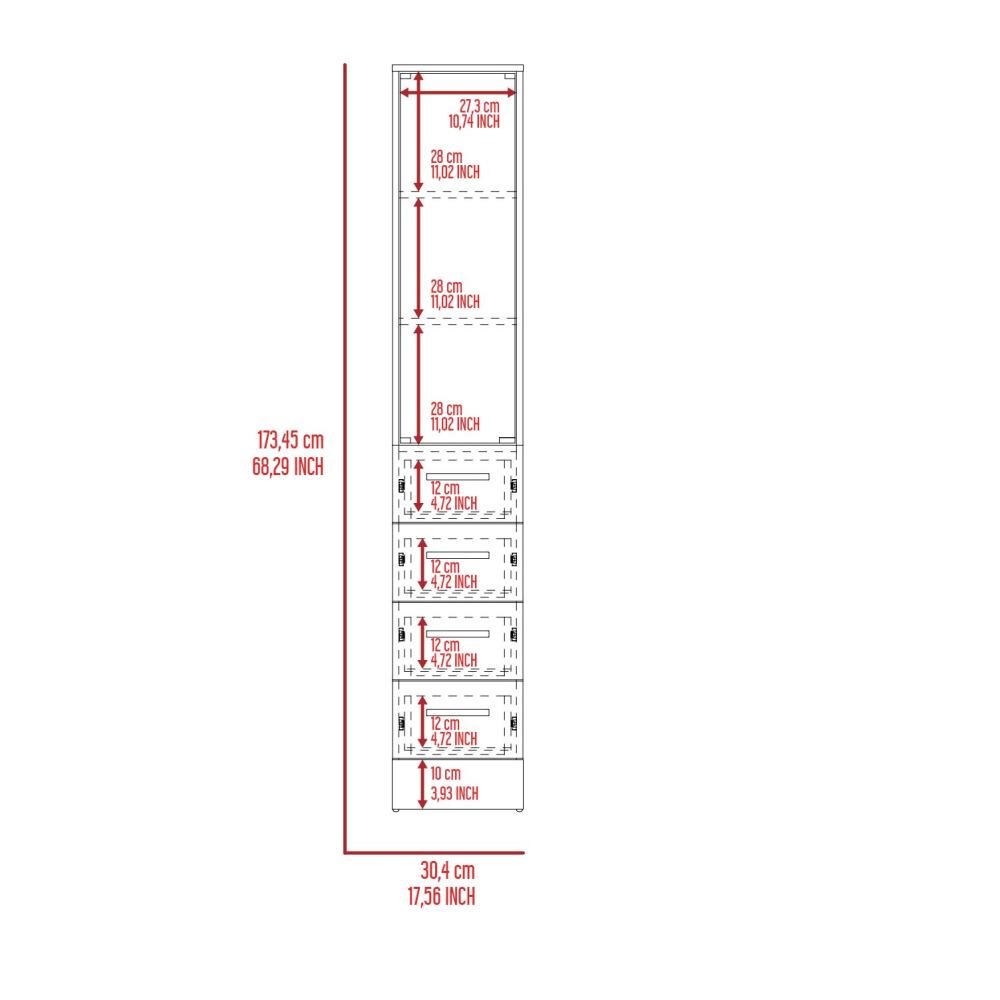 27,3 cm
10,74 INCH
28 cm
11,02 INCH
28 cm
11,02 INCH
28 cm
11,02 INCH
173,45 cm
68,29 INCH
12 cm
4,72 INCH
12 cm
4,72 INCH
12 cm
4,72 INCH
12 cm
4,72 INCH
10 cm
3,93 INCH
30,4 cm
17,56 INCH